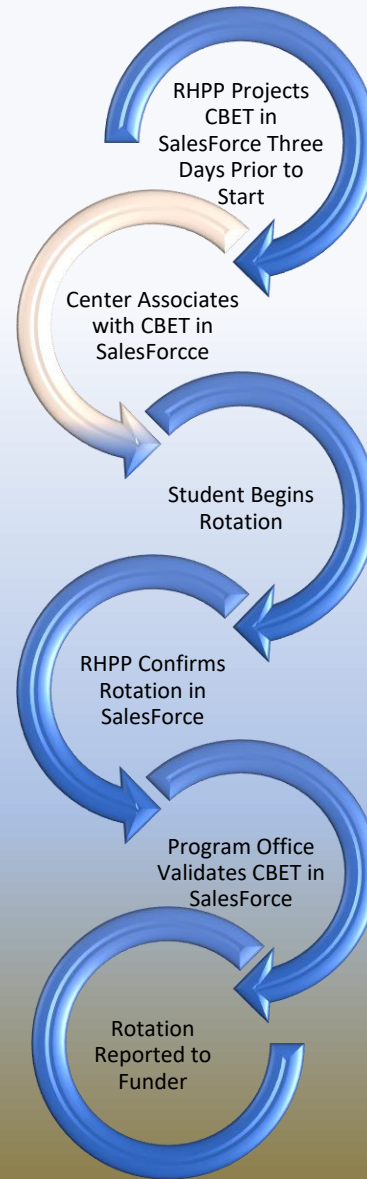 RHPP Projects
CBET in
SalesForce Three
Days Prior to
Start
Center Associates
with CBET in
SalesForcce
Student Begins
Rotation
RHPP Confirms
Rotation in
SalesForce
Program Office
Validates CBET in
SalesForce
Rotation
Reported to
Funder